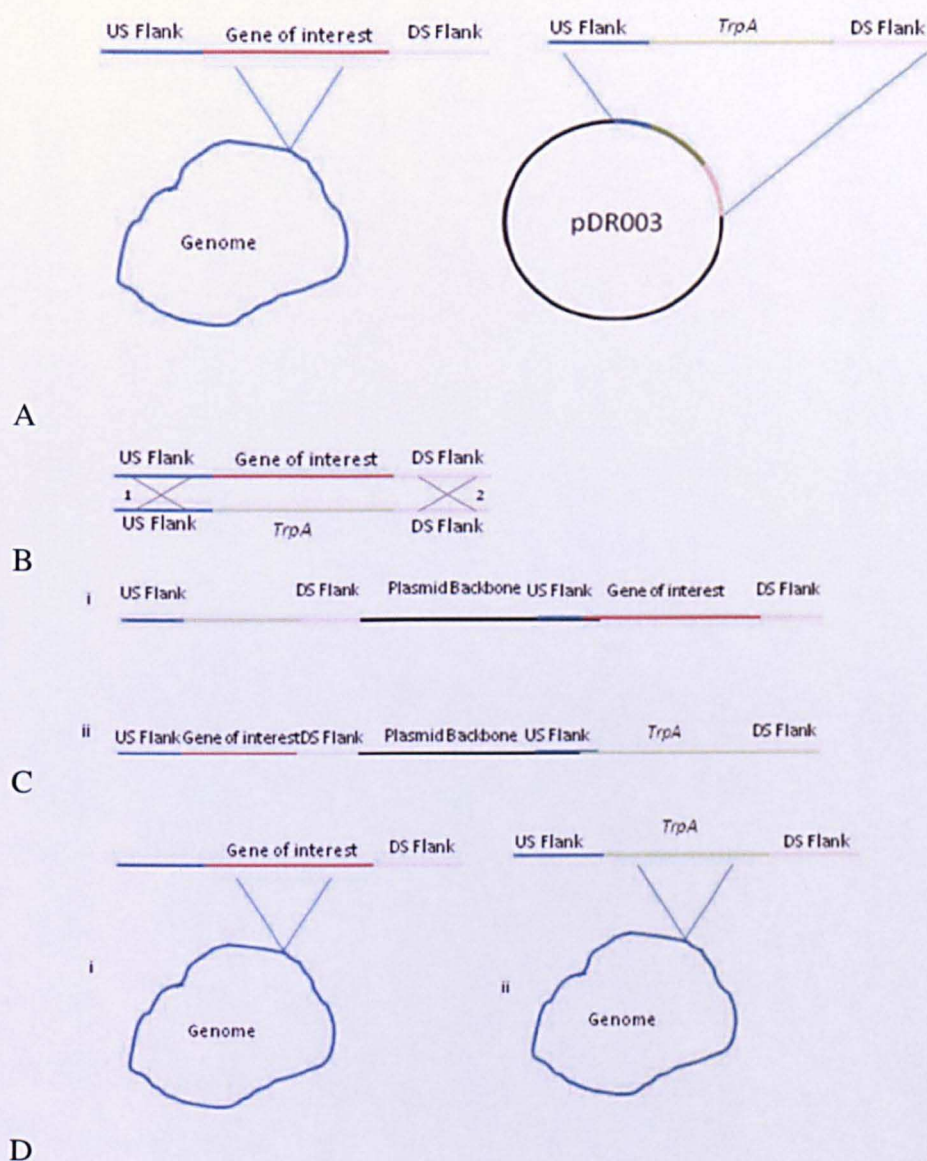 US Flank Gene of interest DS Flank US Flank TrpA DS Flank
Genome pDR003
A
US Flank Gene of interest DS Flank
1 2
US Flank TrpA DS Flank
B
i US Flank DS Flank Plasmid Backbone US Flank Gene of interest DS Flank
ii US Flank Gene of interest DS Flank Plasmid Backbone US Flank TrpA DS Flank
C
Gene of interest DS Flank US Flank TrpA DS Flank
i ii
Genome Genome
D